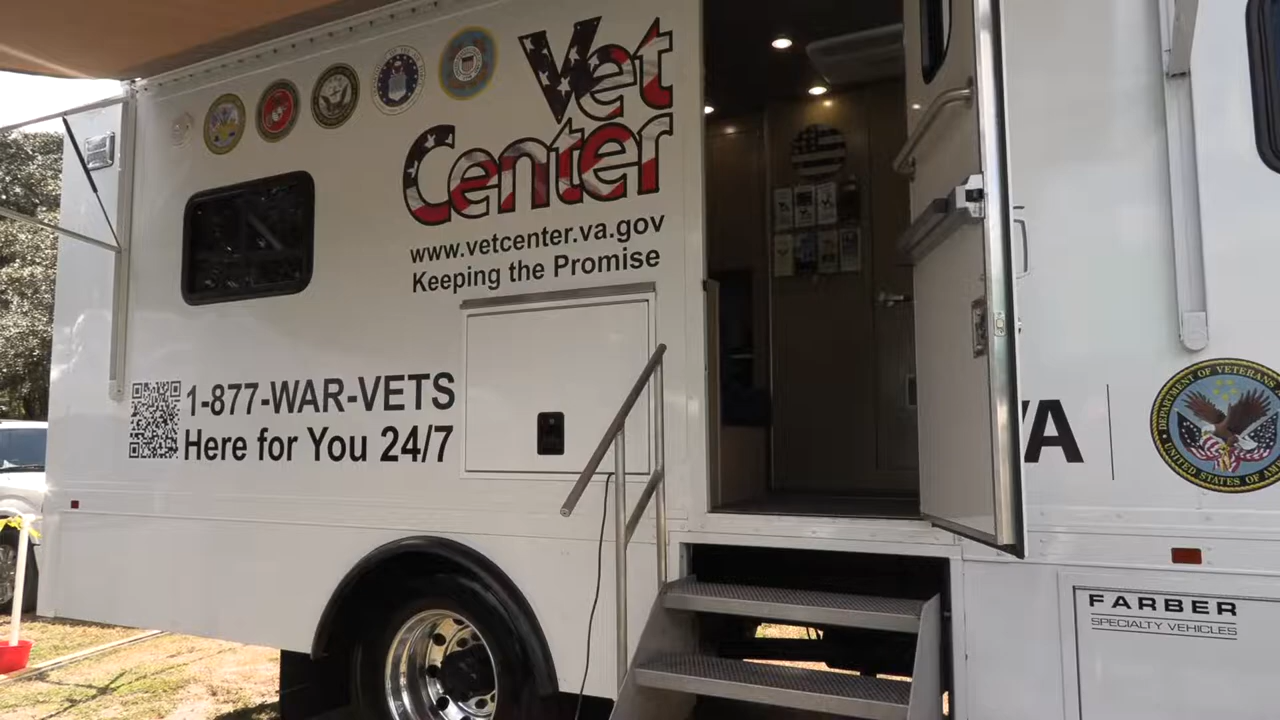 Vet
Center
www.vetcenter.va.gov
Keeping the Promise
1-877-WAR-VETS
Here for You 24/7
VA
DEPARTMENT OF VETERANS
UNITED STATES OF AM
FARBER
SPECIALTY VEHICLES